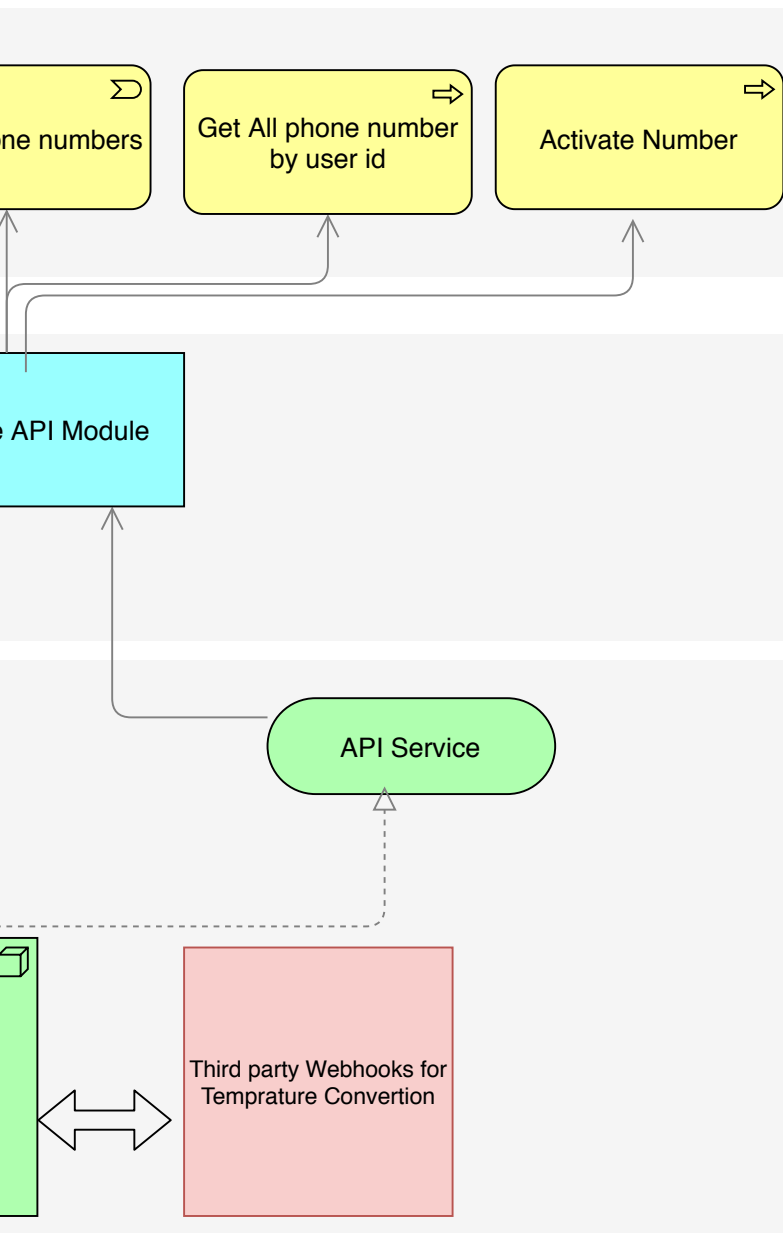 numbers
Get All phone number
by user id
Activate Number
API Module
API Service
Third party Webhooks for
Temprature Convertion